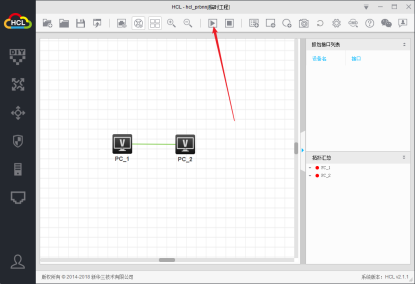 HCL - hcl_prbmnj[临时工程]
HCL
DIY
抓包接口列表
设备名 接口
V
V
PC_1 PC_2
拓扑汇总
PC_1
PC_2
版权所有 © 2014-2018 新华三技术有限公司
系统版本: HCL v2.1.1